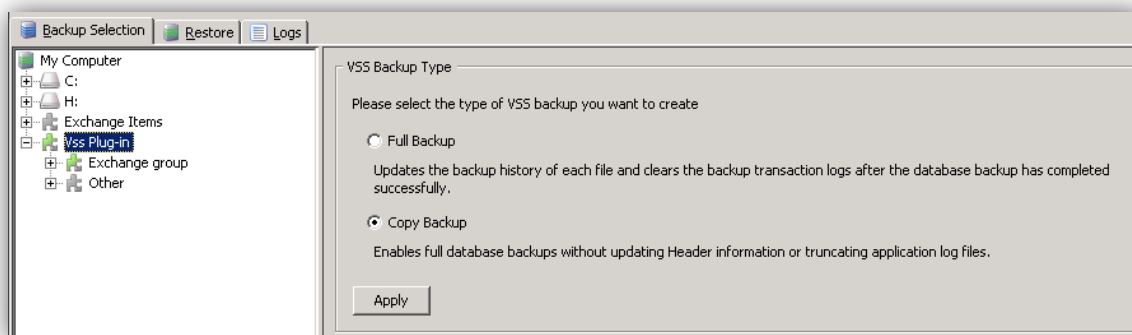 Backup Selection Restore Logs
My Computer
C:
H:
Exchange Items
Vss Plug-in
Exchange group
Other
VSS Backup Type
Please select the type of VSS backup you want to create
Full Backup
Updates the backup history of each file and clears the backup transaction logs after the database backup has completed
successfully.
Copy Backup
Enables full database backups without updating Header information or truncating application log files.
Apply